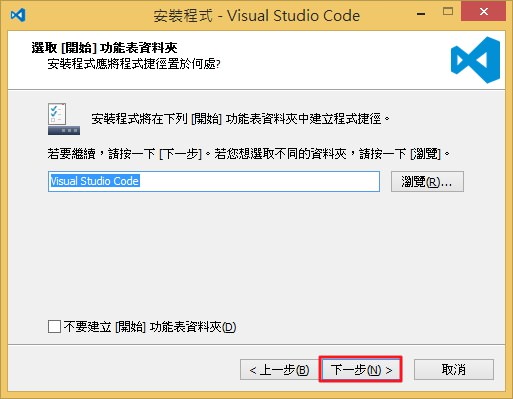 安裝程式 - Visual Studio Code
選取 [開始] 功能表資料夾
安裝程式應將程式捷徑置於何處?
安裝程式將在下列 [開始] 功能表資料夾中建立程式捷徑。
若要繼續，請按一下 [下一步]。若您想選取不同的資料夾，請按一下 [瀏覽]。
Visual Studio Code
瀏覽(R)...
不要建立 [開始] 功能表資料夾(D)
< 上一步(B)
下一步(N) >
取消